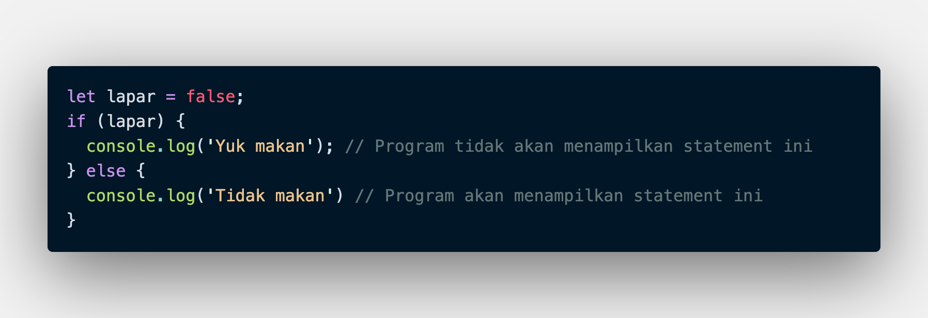 let lapar = false;
if (lapar) {
  console.log('Yuk makan'); // Program tidak akan menampilkan statement ini
} else {
  console.log('Tidak makan') // Program akan menampilkan statement ini
}